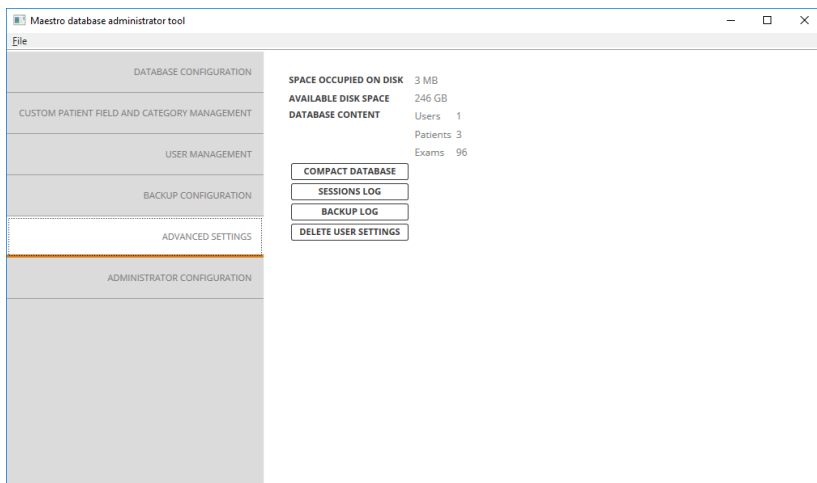 Maestro database administrator tool
File
DATABASE CONFIGURATION
CUSTOM PATIENT FIELD AND CATEGORY MANAGEMENT
USER MANAGEMENT
BACKUP CONFIGURATION
ADVANCED SETTINGS
ADMINISTRATOR CONFIGURATION
SPACE OCCUPIED ON DISK 3 MB
AVAILABLE DISK SPACE 246 GB
DATABASE CONTENT Users 1
Patients 3
Exams 96
COMPACT DATABASE
SESSIONS LOG
BACKUP LOG
DELETE USER SETTINGS